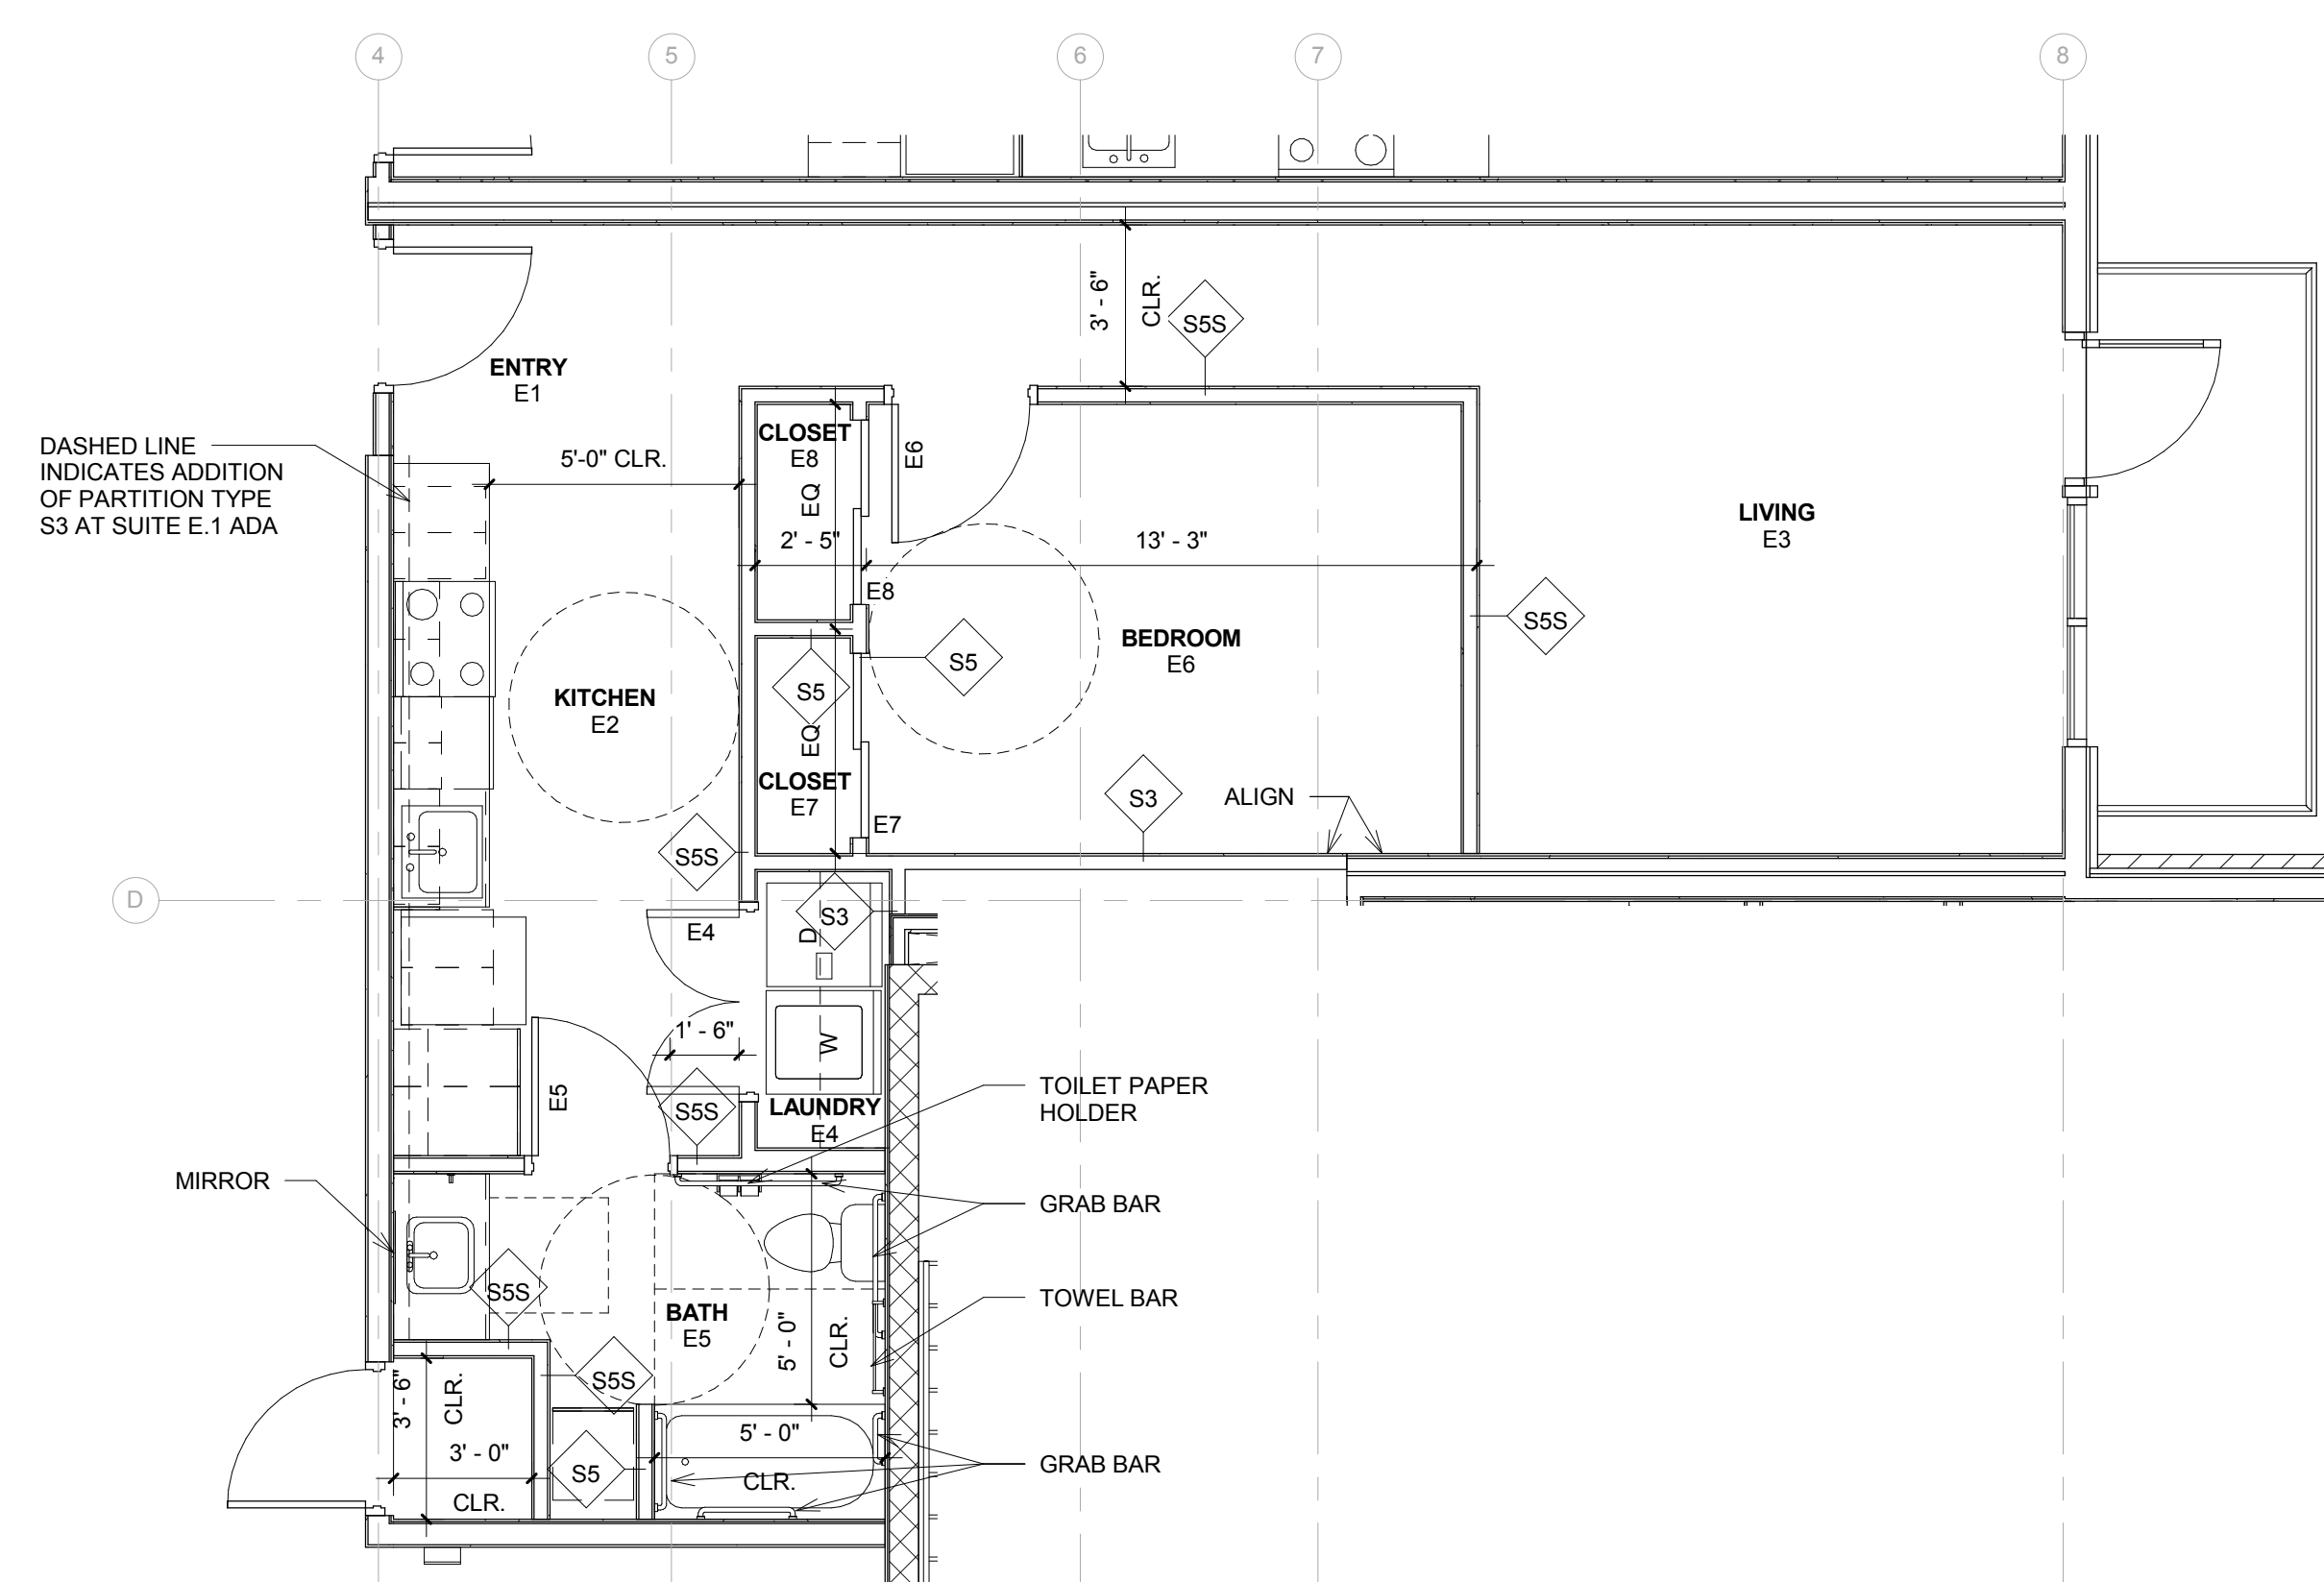 4
5
6
7
8
3' - 6"
CLR.
S5S
ENTRY
E1
DASHED LINE
INDICATES ADDITION
OF PARTITION TYPE
S3 AT SUITE E.1 ADA
5'-0" CLR.
CLOSET
E8
EQ
2' - 5"
E6
13' - 3"
E8
LIVING
E3
S5S
BEDROOM
E6
S5
S5
KITCHEN
E2
EQ
CLOSET
E7
E7
S3
ALIGN
S5S
D
S3
E4
D
1' - 6"
W
E5
S5S
LAUNDRY
E4
TOILET PAPER
HOLDER
MIRROR
GRAB BAR
S5S
TOWEL BAR
BATH
E5
5' - 0"
CLR.
S5S
3' - 6"
CLR.
3' - 0"
CLR.
S5
5' - 0"
CLR.
GRAB BAR